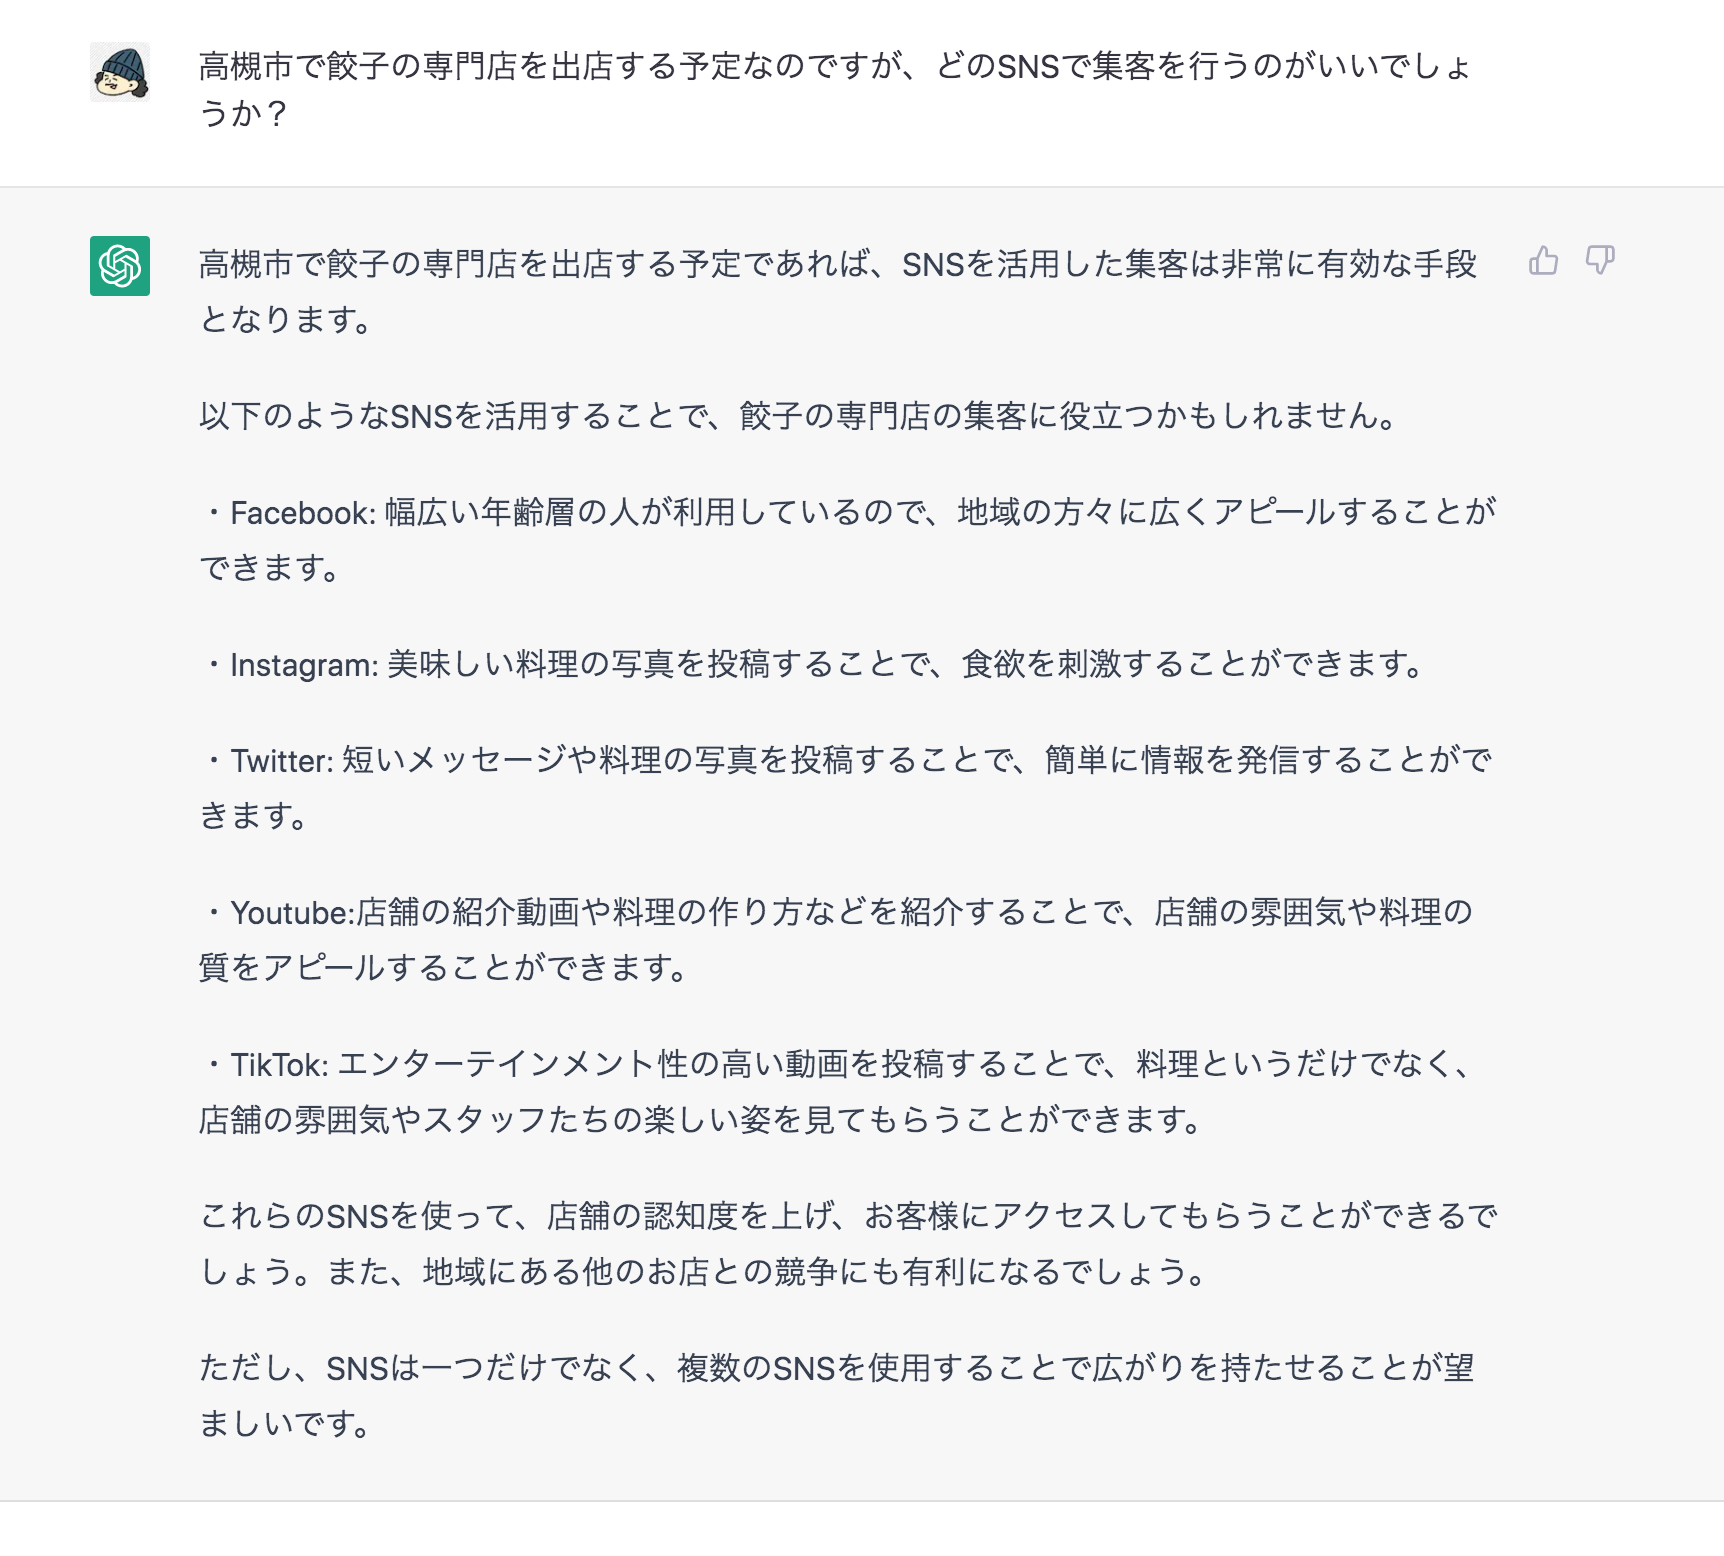 高槻市で餃子の専門店を出店する予定なのですが、どのSNSで集客を行うのがいいでしょ
うか？
高槻市で餃子の専門店を出店する予定であれば、SNSを活用した集客は非常に有効な手段
となります。
以下のようなSNSを活用することで、餃子の専門店の集客に役立つかもしれません。
・Facebook: 幅広い年齢層の人が利用しているので、地域の方々に広くアピールすることが
できます。
・Instagram: 美味しい料理の写真を投稿することで、食欲を刺激することができます。
・Twitter: 短いメッセージや料理の写真を投稿することで、簡単に情報を発信することがで
きます。
・Youtube:店舗の紹介動画や料理の作り方などを紹介することで、店舗の雰囲気や料理の
質をアピールすることができます。
・TikTok: エンターテインメント性の高い動画を投稿することで、料理というだけでなく、
店舗の雰囲気やスタッフたちの楽しい姿を見てもらうことができます。
これらのSNSを使って、店舗の認知度を上げ、お客様にアクセスしてもらうことができるで
しょう。また、地域にある他のお店との競争にも有利になるでしょう。
ただし、SNSは一つだけでなく、複数のSNSを使用することで広がりを持たせることが望
ましいです。